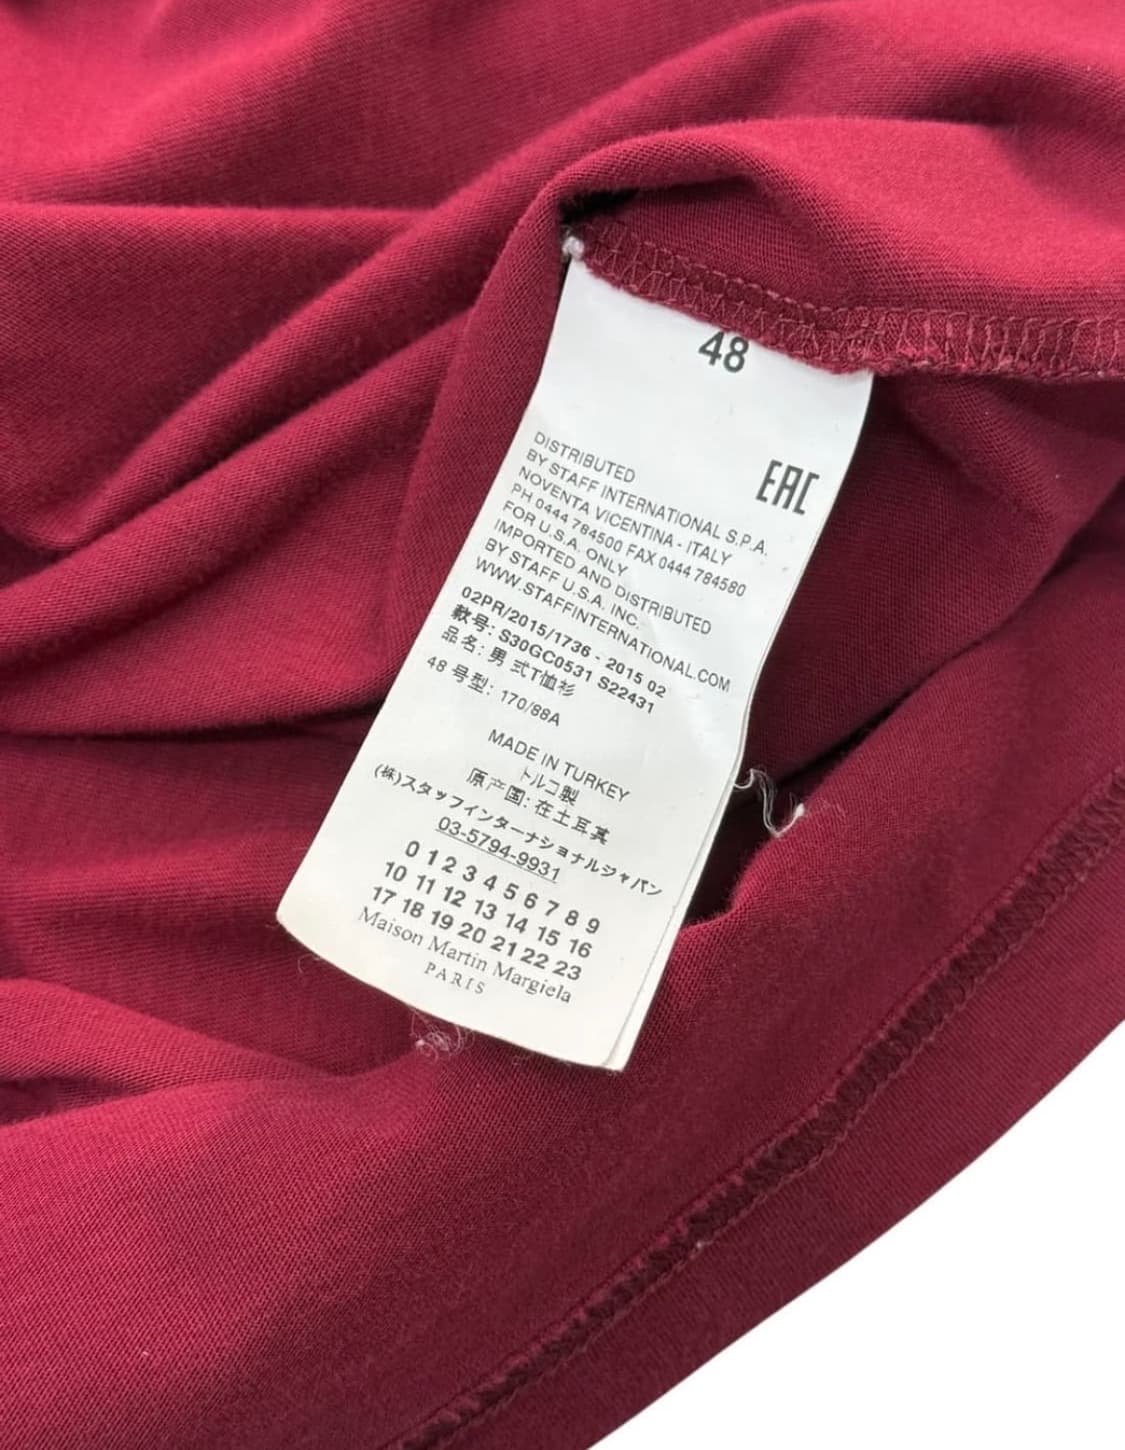 48
EAC
DISTRIBUTED
BY STAFF INTERNATIONAL S.P.A.
NOVENTA VICENTINA - ITALY
PH 0444 784500 FAX 0444 784580
FOR U.S.A. ONLY
IMPORTED AND DISTRIBUTED
BY STAFF U.S.A. INC.
WWW.STAFFINTERNATIONAL.COM
02PR/2015/1736 - 2015 02
款号: S30GC0531 S22431
品名: 男 式T恤衫
48 号型: 170/88A
MADE IN TURKEY
トルコ製
原产国: 在土耳其
(株)スタッフインターナショナルジャパン
03-5794-9931
0 1 2 3 4 5 6 7 8 9
10 11 12 13 14 15 16
17 18 19 20 21 22 23
Maison Martin Margiela
PARIS